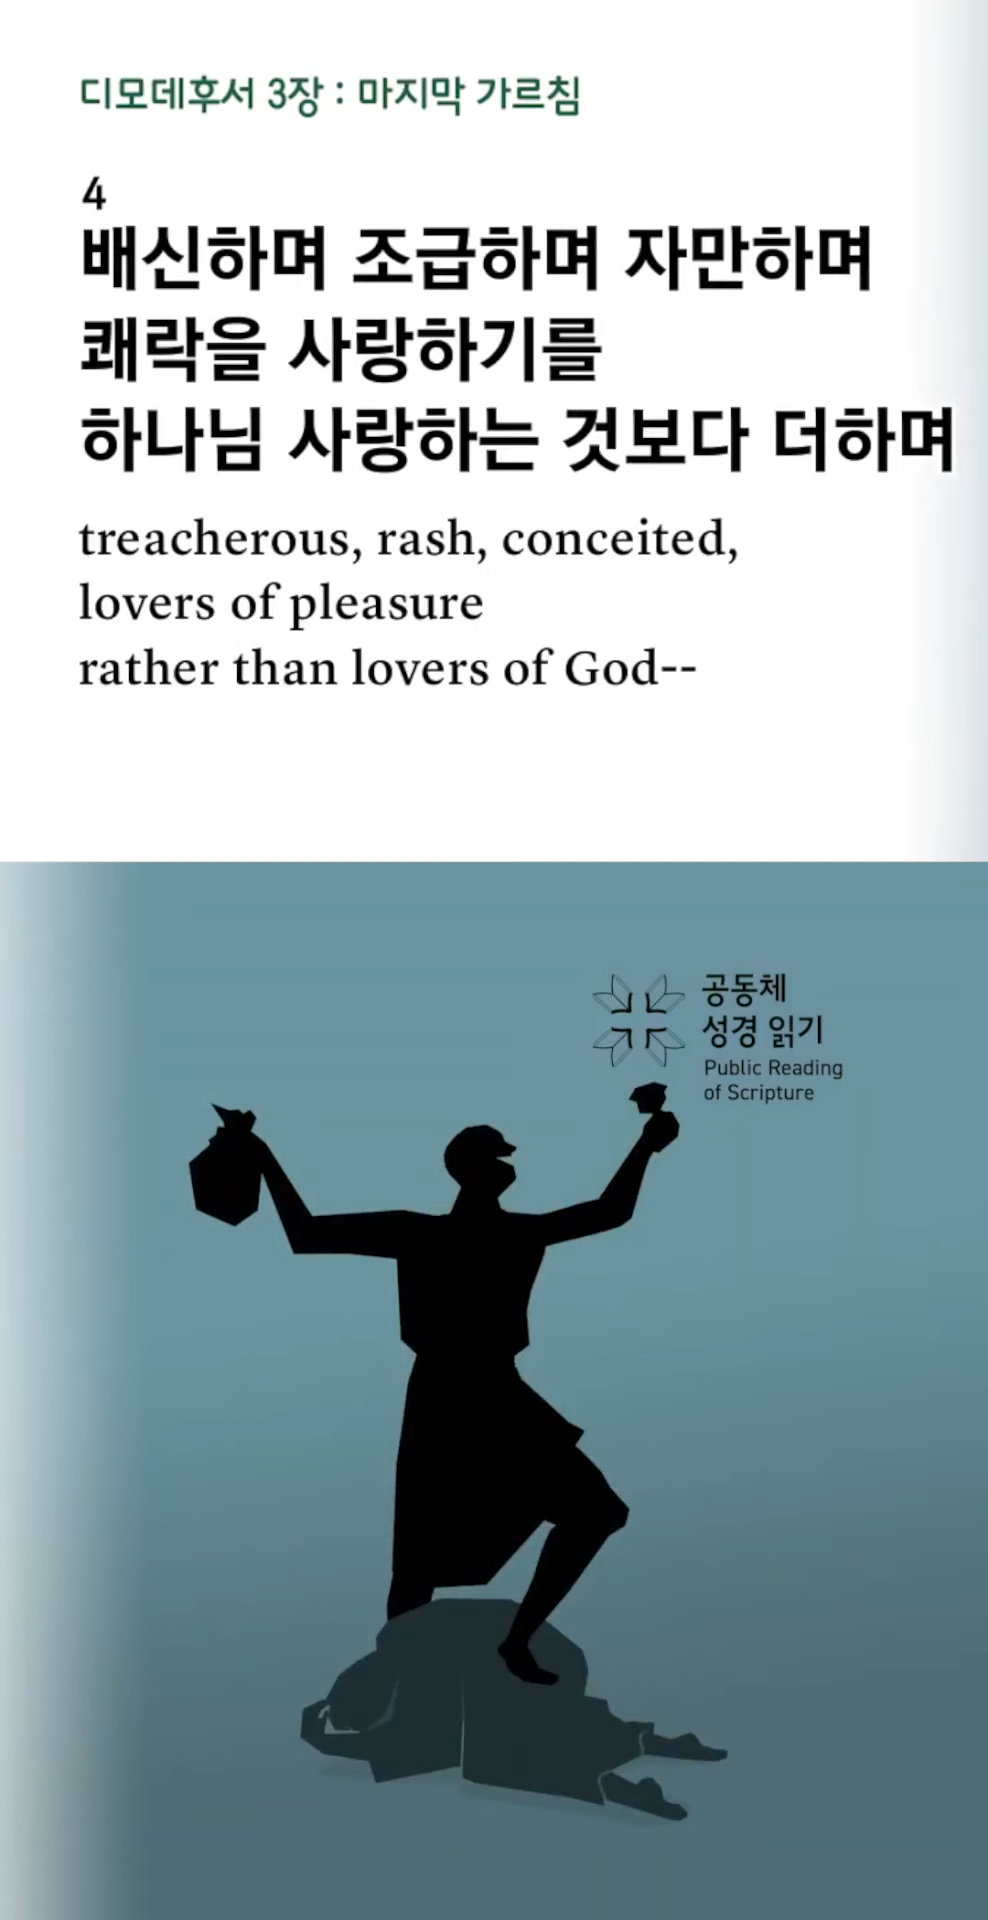 디모데후서 3장 : 마지막 가르침
4
배신하며 조급하며 자만하며
쾌락을 사랑하기를
하나님 사랑하는 것보다 더하며
treacherous, rash, conceited,
lovers of pleasure
rather than lovers of God--
공동체
성경 읽기
Public Reading
of Scripture